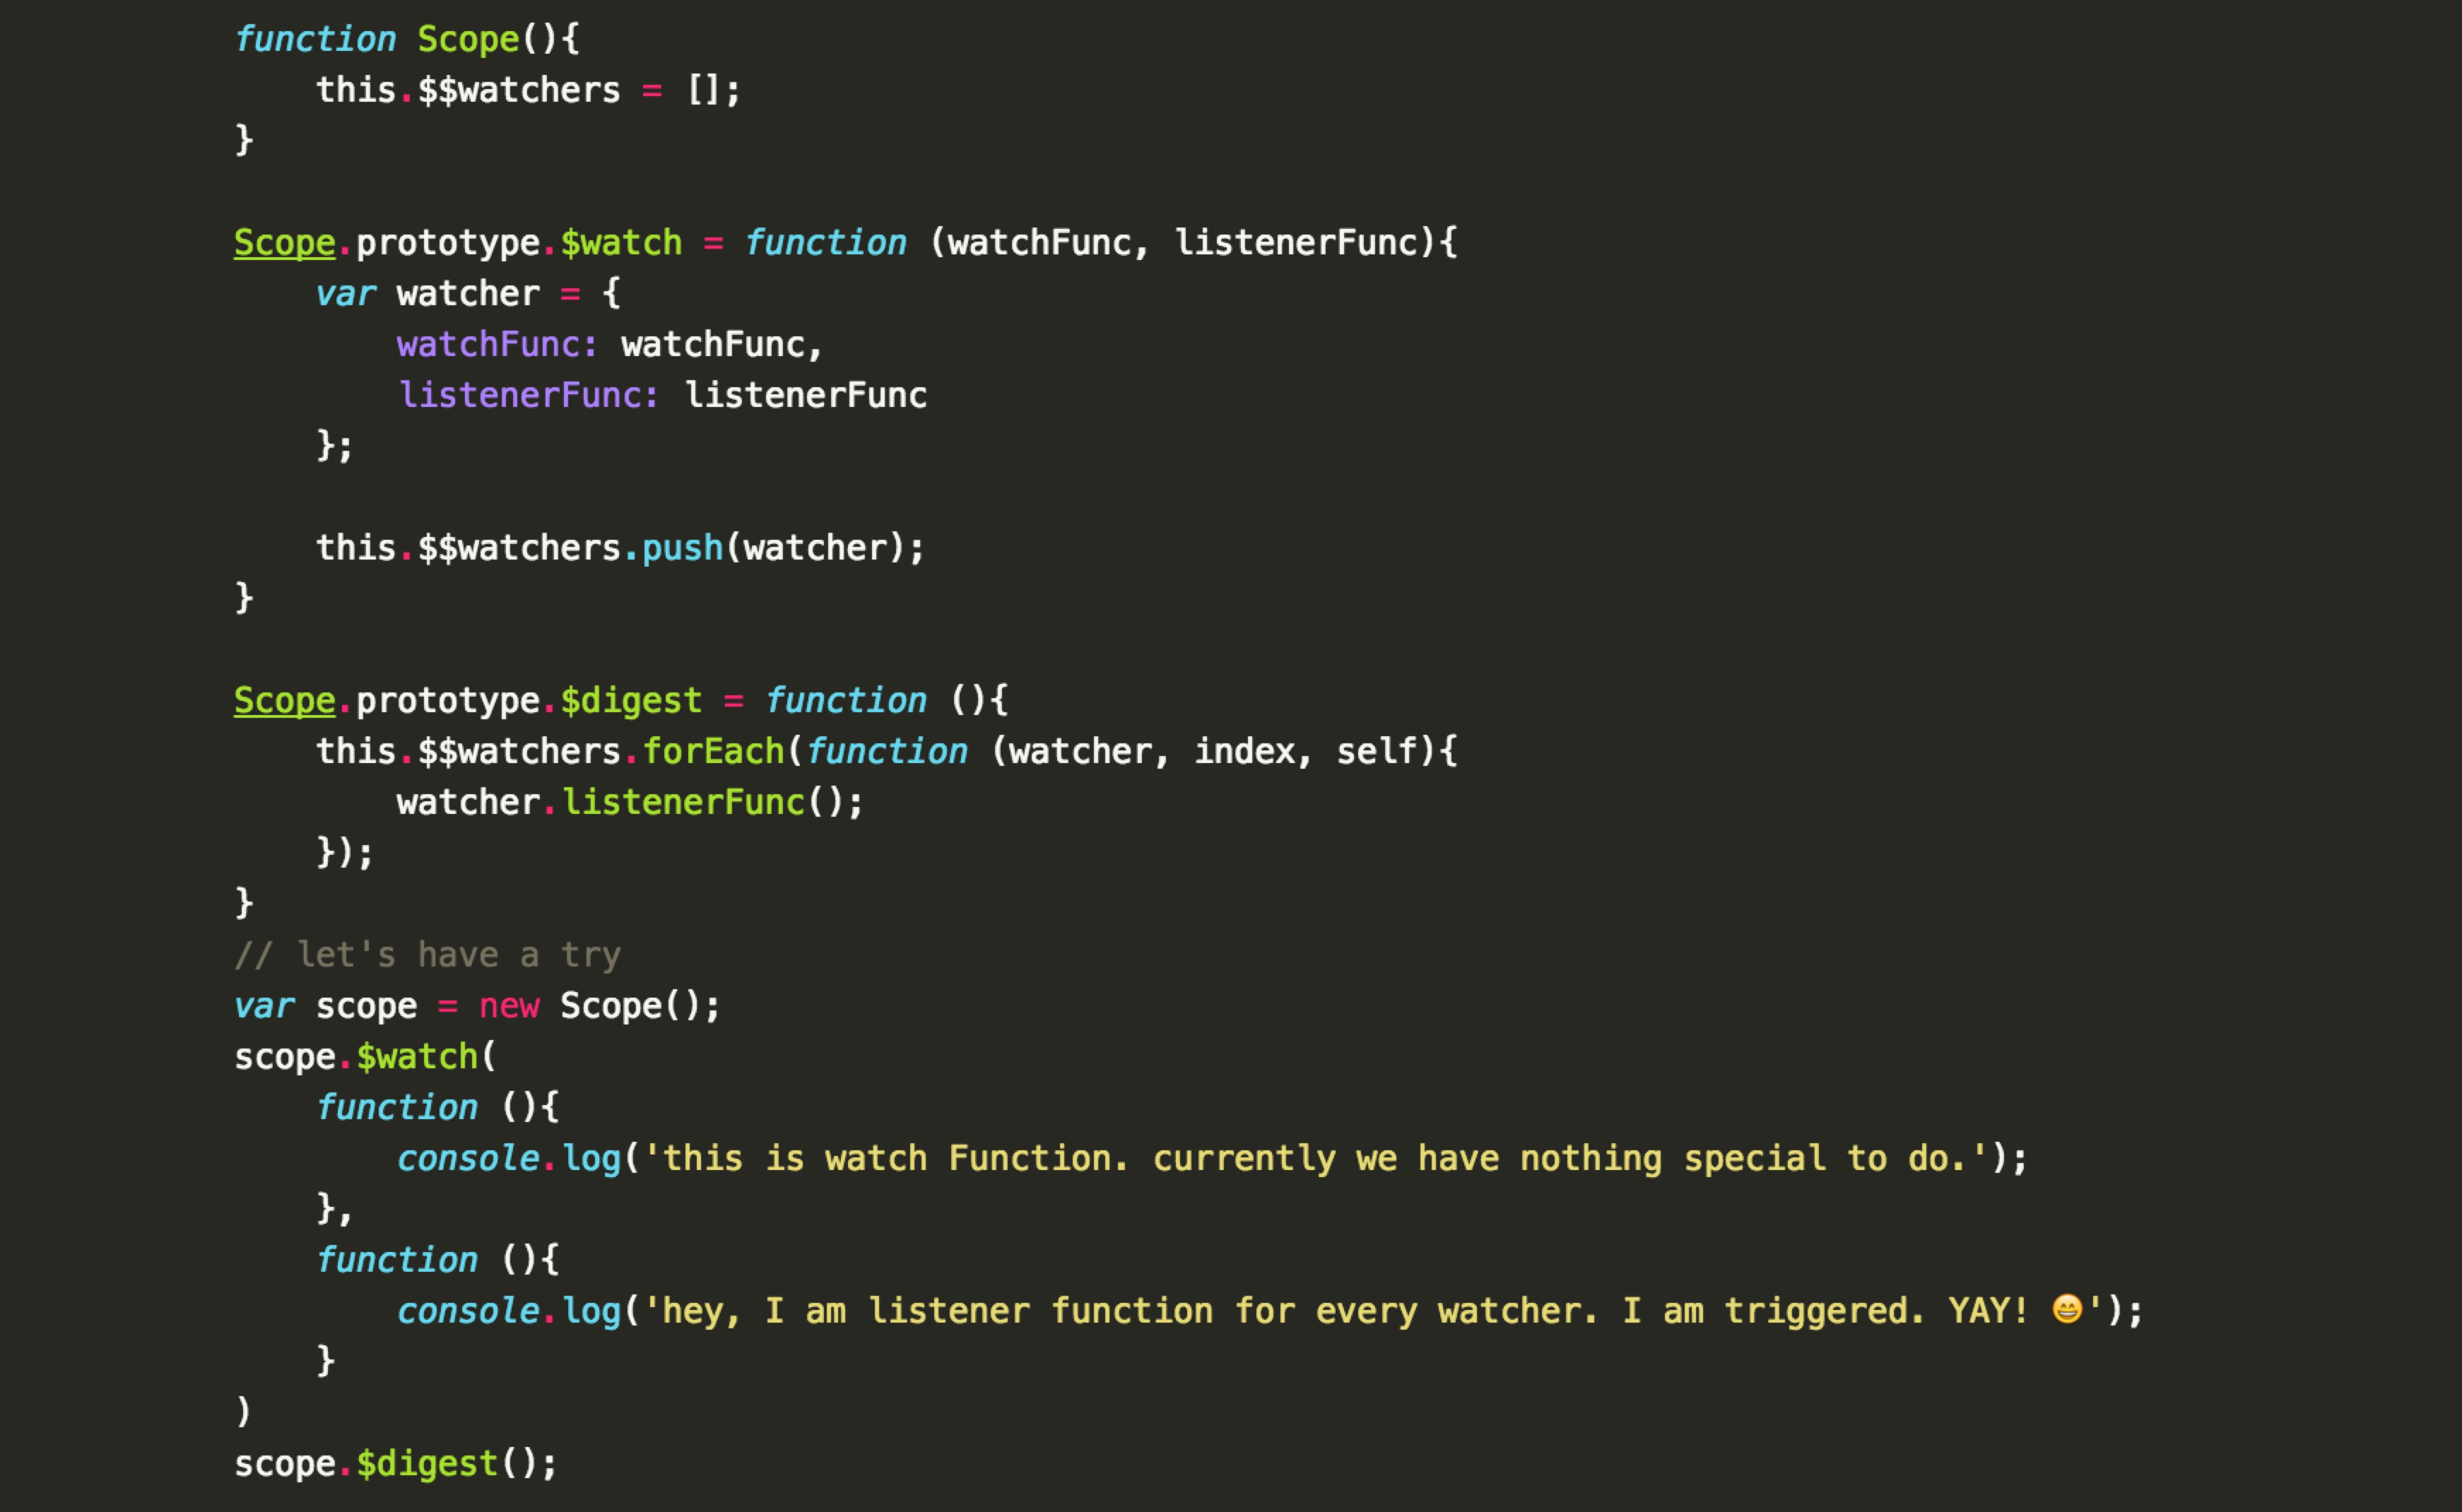 function Scope(){
    this.$$watchers = [];
}

Scope.prototype.$watch = function (watchFunc, listenerFunc){
    var watcher = {
        watchFunc: watchFunc,
        listenerFunc: listenerFunc
    };

    this.$$watchers.push(watcher);
}

Scope.prototype.$digest = function (){
    this.$$watchers.forEach(function (watcher, index, self){
        watcher.listenerFunc();
    });
}
// let's have a try
var scope = new Scope();
scope.$watch(
    function (){
        console.log('this is watch Function. currently we have nothing special to do.');
    },
    function (){
        console.log('hey, I am listener function for every watcher. I am triggered. YAY! 😄');
    }
)
scope.$digest();